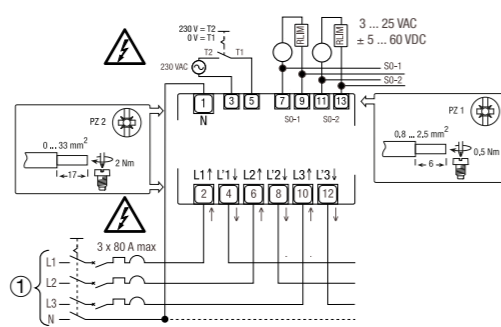 230 V = T2
0 V = T1
T2 T1
230 VAC
RLIM RLIM
3 ... 25 VAC
± 5 ... 60 VDC
S0-1
S0-2
1 3 5 7 9 11 13
N S0-1 S0-2
PZ 2
0 ... 33 mm²
17
2 Nm
PZ 1
0,8 ... 2,5 mm²
6
0,5 Nm
L1↑ L'1↓ L2↑ L'2↓ L3↑ L'3↓
2 4 6 8 10 12
3 x 80 A max
1
L1
L2
L3
N